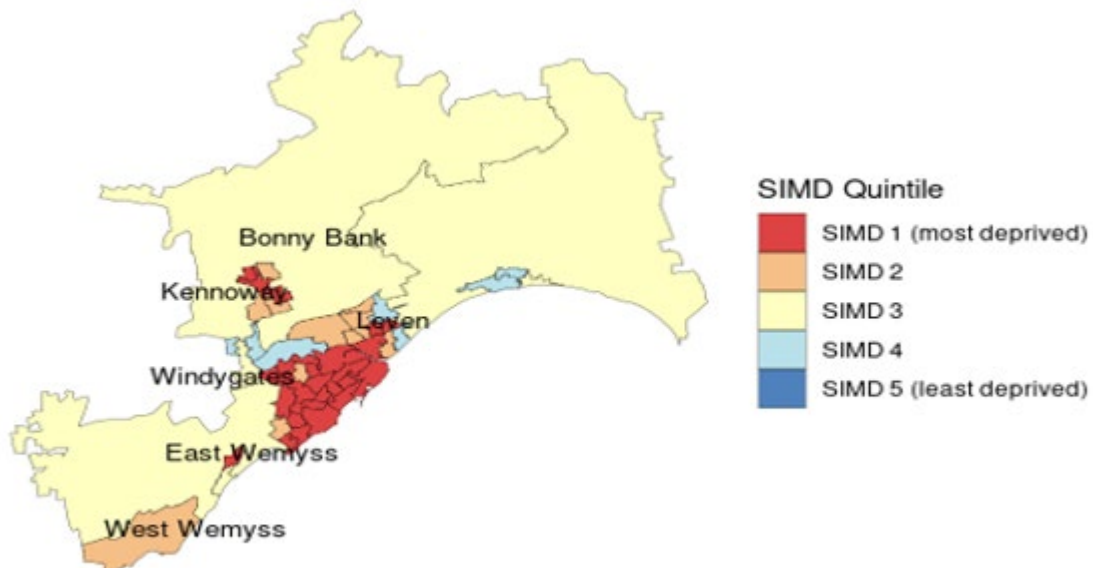 Bonny Bank
Kennoway
Leven
Windygates
East Wemyss
West Wemyss
SIMD Quintile
SIMD 1 (most deprived)
SIMD 2
SIMD 3
SIMD 4
SIMD 5 (least deprived)